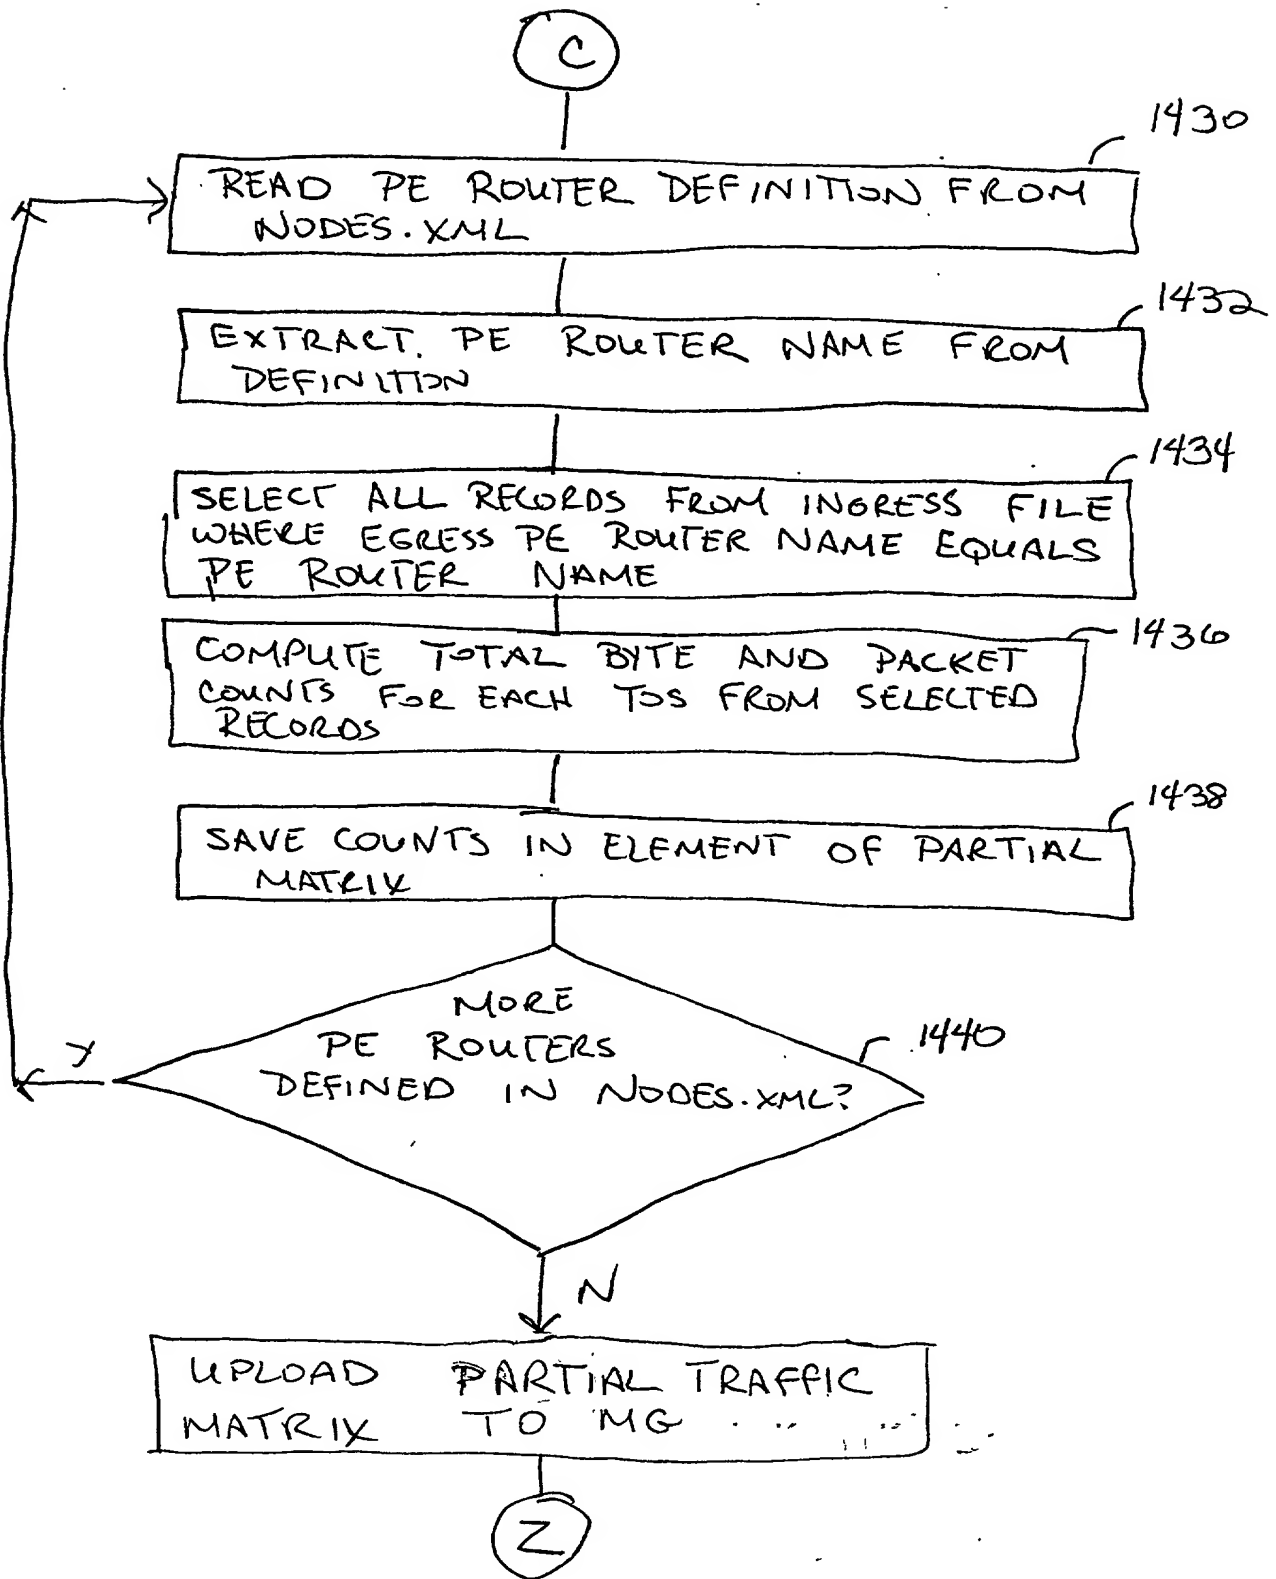 C
1430
READ PE ROUTER DEFINITION FROM
NODES.XML
1432
EXTRACT. PE ROUTER NAME FROM
DEFINITION
1434
SELECT ALL RECORDS FROM INGRESS FILE
WHERE EGRESS PE ROUTER NAME EQUALS
PE ROUTER NAME
1436
COMPUTE TOTAL BYTE AND PACKET
COUNTS FOR EACH TOS FROM SELECTED
RECORDS
1438
SAVE COUNTS IN ELEMENT OF PARTIAL
MATRIX
MORE
1440
Y
PE ROUTERS
DEFINED IN NODES.XML?
N
UPLOAD PARTIAL TRAFFIC
MATRIX TO MG
Z